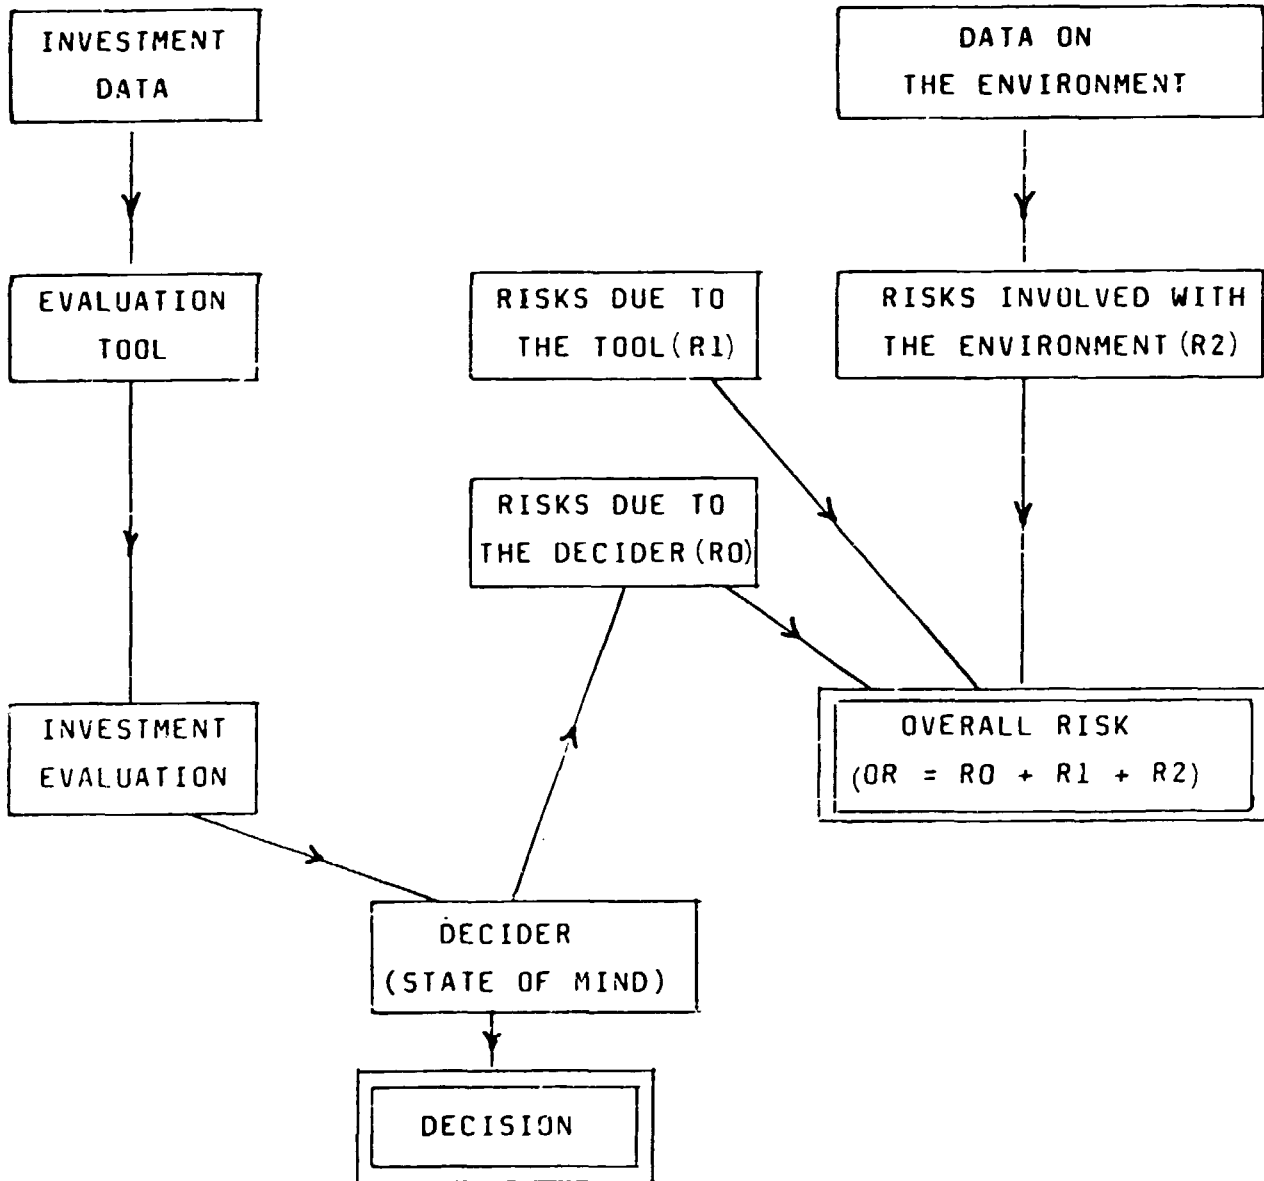 INVESTMENT
DATA
DATA ON
THE ENVIRONMENT
EVALUATION
TOOL
RISKS DUE TO
THE TOOL(R1)
RISKS INVOLVED WITH
THE ENVIRONMENT(R2)
RISKS DUE TO
THE DECIDER(R0)
INVESTMENT
EVALUATION
OVERALL RISK
(OR = R0 + R1 + R2)
DECIDER
(STATE OF MIND)
DECISION